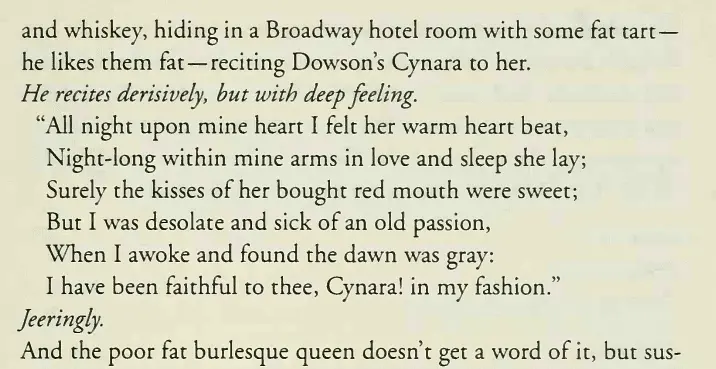 and whiskey, hiding in a Broadway hotel room with some fat tart—
he likes them fat—reciting Dowson's Cynara to her.
He recites derisively, but with deep feeling.
“All night upon mine heart I felt her warm heart beat,
Night-long within mine arms in love and sleep she lay;
Surely the kisses of her bought red mouth were sweet;
But I was desolate and sick of an old passion,
When I awoke and found the dawn was gray:
I have been faithful to thee, Cynara! in my fashion.”
Jeeringly.
And the poor fat burlesque queen doesn't get a word of it, but sus-